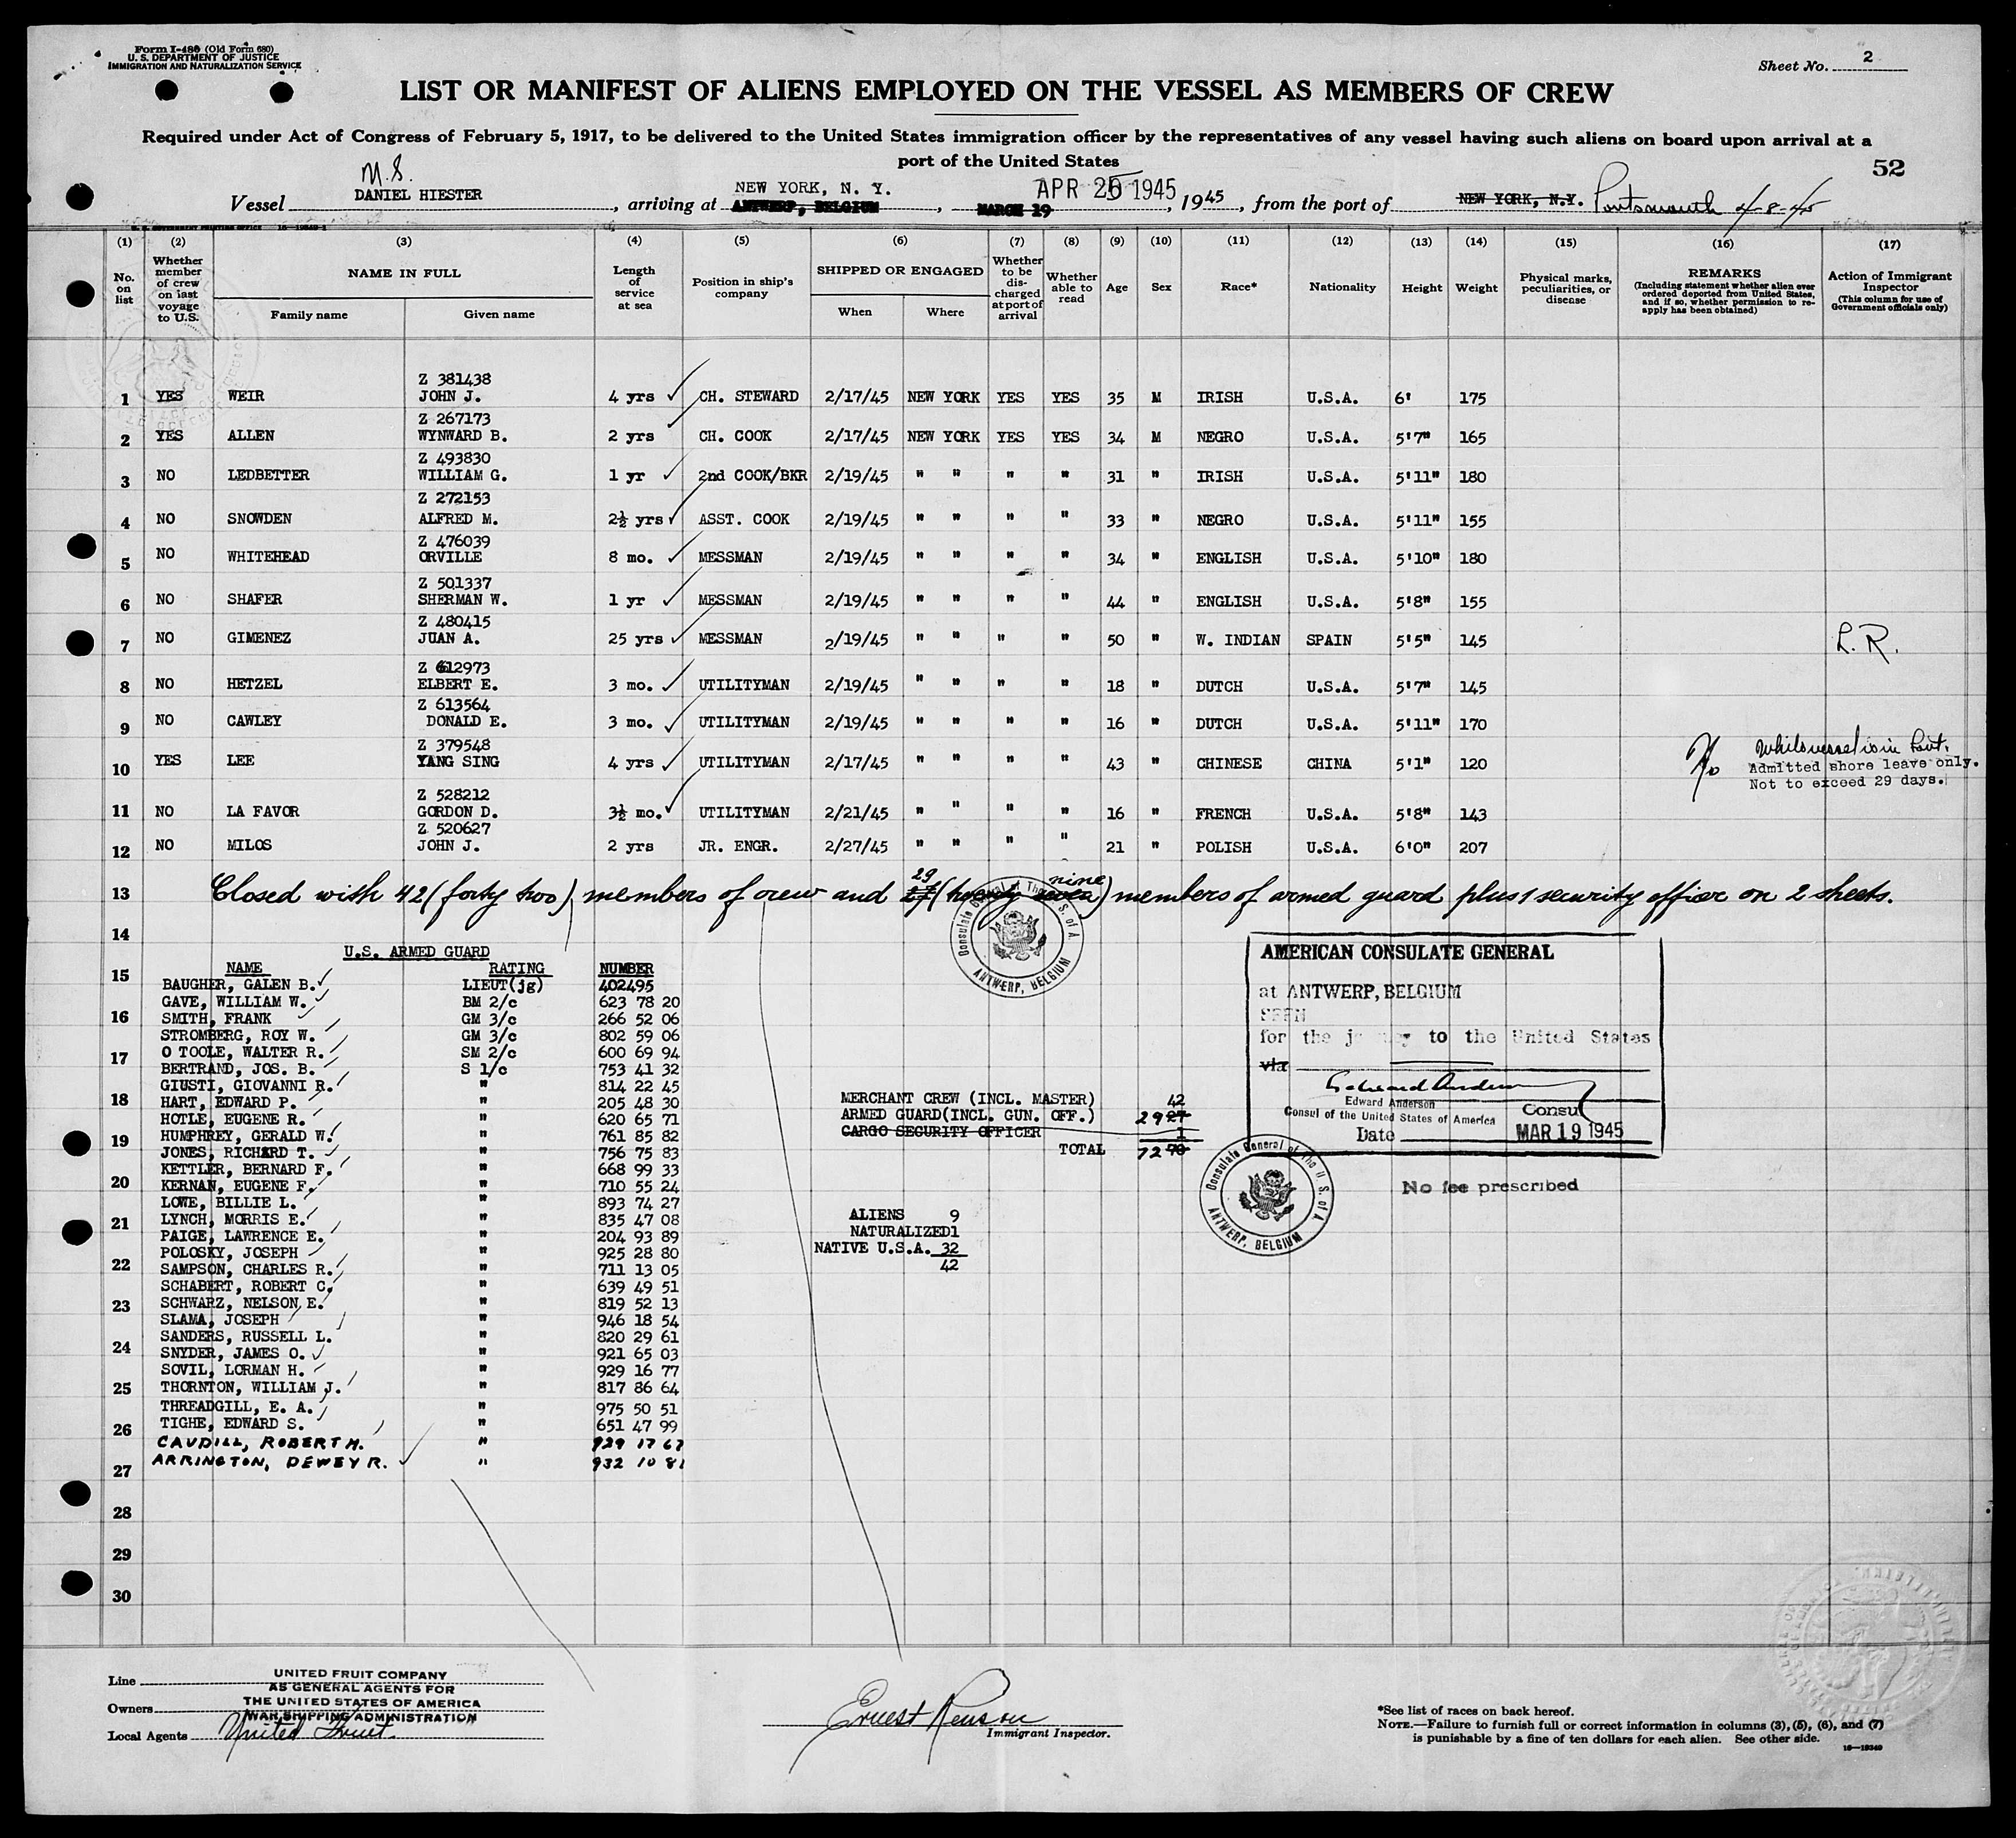 Form I-480 (Old Form 680)
U. S. DEPARTMENT OF JUSTICE
IMMIGRATION AND NATURALIZATION SERVICE
Sheet No. 2
LIST OR MANIFEST OF ALIENS EMPLOYED ON THE VESSEL AS MEMBERS OF CREW
Required under Act of Congress of February 5, 1917, to be delivered to the United States immigration officer by the representatives of any vessel having such aliens on board upon arrival at a
port of the United States
52
M.S.
NEW YORK, N. Y. APR 25 1945
Vessel DANIEL HIESTER, arriving at ANTWERP, BELGIUM, MARCH 19, 1945, from the port of NEW YORK, N.Y. Portsmouth 4-8-45
(1) (2) (3) (4) (5) (6) (7) (8) (9) (10) (11) (12) (13) (14) (15) (16) (17)
No. on list
Whether member of crew on last voyage to U.S.
NAME IN FULL
Family name Given name
Length of service at sea
Position in ship's company
SHIPPED OR ENGAGED
When Where
Whether to be discharged at port of arrival
Whether able to read
Age
Sex
Race*
Nationality
Height
Weight
Physical marks, peculiarities, or disease
REMARKS
(Including statement whether alien ever ordered deported from United States, and if so, whether permission to re-apply has been obtained)
Action of Immigrant Inspector
(This column for use of Government officials only)
Z 381438
1 YES WEIR JOHN J. 4 yrs CH. STEWARD 2/17/45 NEW YORK YES YES 35 M IRISH U.S.A. 6' 175
Z 267173
2 YES ALLEN WYNWARD B. 2 yrs CH. COOK 2/17/45 NEW YORK YES YES 34 M NEGRO U.S.A. 5'7" 165
Z 493830
3 NO LEDBETTER WILLIAM G. 1 yr 2nd COOK/BKR 2/19/45 " " " " 31 " IRISH U.S.A. 5'11" 180
Z 272153
4 NO SNOWDEN ALFRED M. 2½ yrs ASST. COOK 2/19/45 " " " " 33 " NEGRO U.S.A. 5'11" 155
Z 476039
5 NO WHITEHEAD ORVILLE 8 mo. MESSMAN 2/19/45 " " " " 34 " ENGLISH U.S.A. 5'10" 180
Z 501337
6 NO SHAFER SHERMAN W. 1 yr MESSMAN 2/19/45 " " " " 44 " ENGLISH U.S.A. 5'8" 155
Z 480415
7 NO GIMENEZ JUAN A. 25 yrs MESSMAN 2/19/45 " " " " 50 " W. INDIAN SPAIN 5'5" 145 L.R.
Z 612973
8 NO HETZEL ELBERT E. 3 mo. UTILITYMAN 2/19/45 " " " " 18 " DUTCH U.S.A. 5'7" 145
Z 613564
9 NO CAWLEY DONALD E. 3 mo. UTILITYMAN 2/19/45 " " " " 16 " DUTCH U.S.A. 5'11" 170
Z 379548
10 YES LEE YANG SING 4 yrs UTILITYMAN 2/17/45 " " " " 43 " CHINESE CHINA 5'1" 120
While vessel is in Port.
Admitted shore leave only.
Not to exceed 29 days.
Z 528212
11 NO LA FAVOR GORDON D. 3½ mo. UTILITYMAN 2/21/45 " " " " 16 " FRENCH U.S.A. 5'8" 143
Z 520627
12 NO MILOS JOHN J. 2 yrs JR. ENGR. 2/27/45 " " " " 21 " POLISH U.S.A. 6'0" 207
29 nine
13 Closed with 42 (forty two) members of crew and 27 (twenty seven) members of armed guard plus 1 security officer on 2 sheets.
14
U.S. ARMED GUARD
NAME RATING NUMBER
15
BAUGHER, GALEN B. LIEUT(jg) 402495
GAVE, WILLIAM W. BM 2/c 623 78 20
16
SMITH, FRANK GM 3/c 266 52 06
STROMBERG, ROY W. GM 3/c 802 59 06
O TOOLE, WALTER R. SM 2/c 600 69 94
17
BERTRAND, JOS. B. S 1/c 753 41 32
GIUSTI, GIOVANNI R. " 814 22 45
18
HART, EDWARD P. " 205 48 30
HOTLE, EUGENE R. " 620 65 71
19
HUMPHREY, GERALD W. " 761 85 82
JONES, RICHARD T. " 756 75 83
KETTLER, BERNARD F. " 668 99 33
20
KERNAN, EUGENE F. " 710 55 24
LOWE, BILLIE L. " 893 74 27
21
LYNCH, MORRIS E. " 835 47 08
PAIGE, LAWRENCE E. " 204 93 89
POLOSKY, JOSEPH " 925 28 80
22
SAMPSON, CHARLES R. " 711 13 05
SCHABERT, ROBERT C. " 639 49 51
23
SCHWARZ, NELSON E. " 819 52 13
SLAMA, JOSEPH " 946 18 54
SANDERS, RUSSELL L. " 820 29 61
24
SNYDER, JAMES O. " 921 65 03
SOVIL, LORMAN H. " 929 16 77
25
THORNTON, WILLIAM J. " 817 86 64
THREADGILL, E. A. " 975 50 51
26
TIGHE, EDWARD S. " 651 47 99
CAUDILL, ROBERT H. " 929 17 67
ARRINGTON, DEWEY R. " 932 10 81
27
28
29
30
MERCHANT CREW (INCL. MASTER) 42
ARMED GUARD(INCL. GUN. OFF.) 29 27
CARGO SECURITY OFFICER 1
TOTAL 72 70
ALIENS 9
NATURALIZED 1
NATIVE U.S.A. 32
42
Consulate General of The U. S. of A.
ANTWERP, BELGIUM
AMERICAN CONSULATE GENERAL
at ANTWERP, BELGIUM
SEEN
for the journey to the United States
via
Edward Anderson
Edward Anderson
Consul of the United States of America Consul
Date MAR 19 1945
Consulate General of The U. S. of A.
ANTWERP, BELGIUM
No fee prescribed
Line UNITED FRUIT COMPANY
AS GENERAL AGENTS FOR
Owners THE UNITED STATES OF AMERICA
WAR SHIPPING ADMINISTRATION
Local Agents United Fruit
Ernest Renson
Immigrant Inspector.
*See list of races on back hereof.
NOTE.—Failure to furnish full or correct information in columns (3), (5), (6), and (7)
is punishable by a fine of ten dollars for each alien. See other side.
16—19340